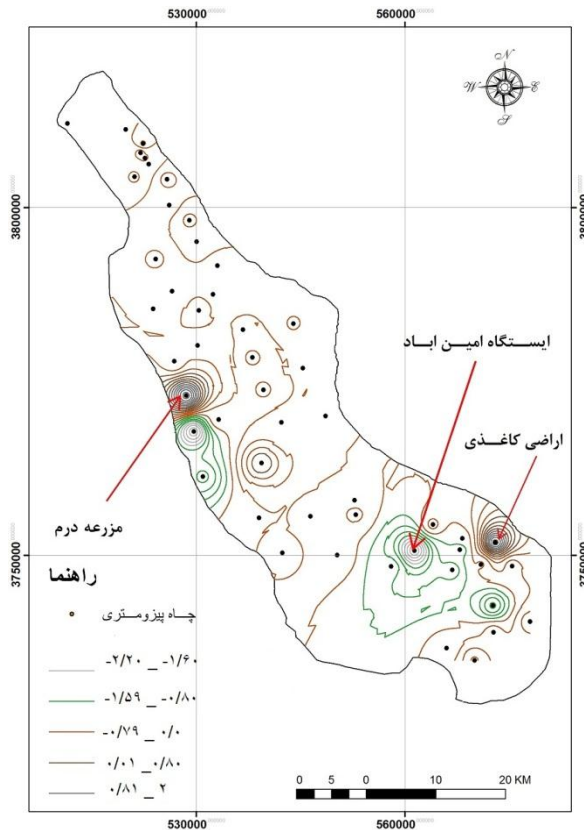 530000 560000
N
W E
S
3800000 3800000
ایستگاه امین اباد
اراضی کاغذی
مزرعه درم
3750000 3750000
راهنما
چاه پیزومتری
-۲/۲۰ _ -۱/۶۰
-۱/۵۹ _ -۰/۸۰
-۰/۷۹ _ ۰/۰
۰/۰۱ _ ۰/۸۰
۰/۸۱ _ ۲
0 5 0 10 20 KM
530000 560000